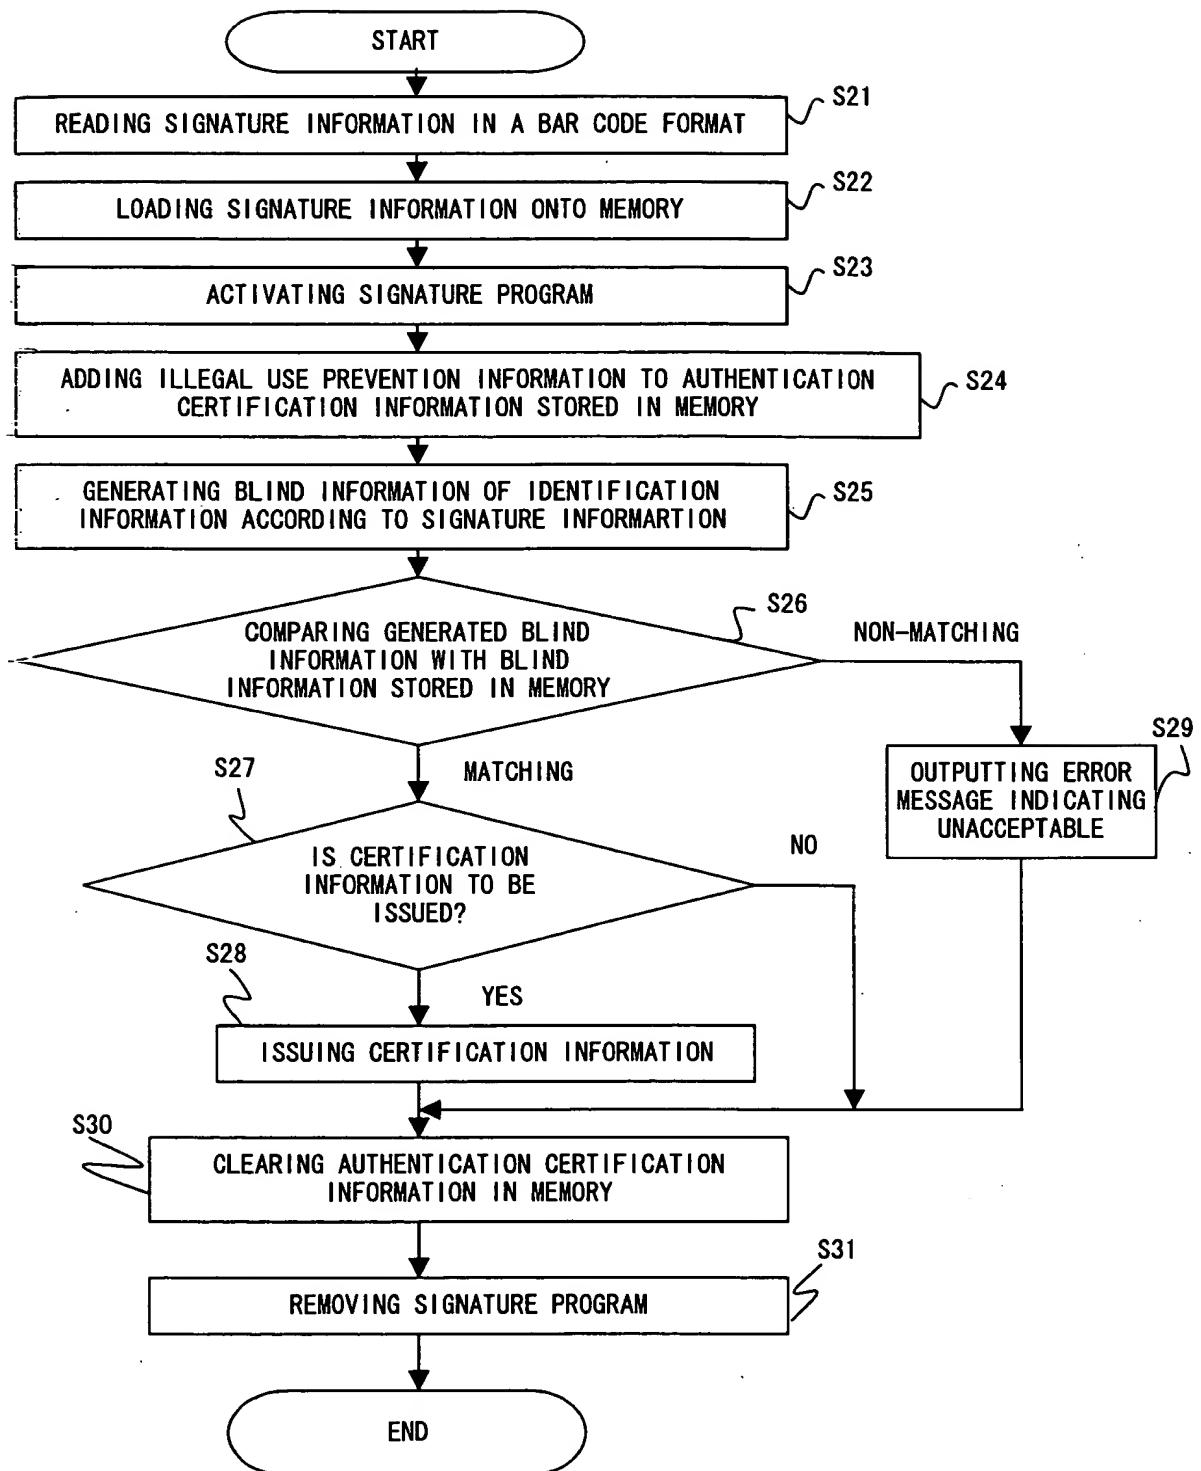 START
S21
READING SIGNATURE INFORMATION IN A BAR CODE FORMAT
S22
LOADING SIGNATURE INFORMATION ONTO MEMORY
S23
ACTIVATING SIGNATURE PROGRAM
S24
ADDING ILLEGAL USE PREVENTION INFORMATION TO AUTHENTICATION
CERTIFICATION INFORMATION STORED IN MEMORY
S25
GENERATING BLIND INFORMATION OF IDENTIFICATION
INFORMATION ACCORDING TO SIGNATURE INFORMARTION
S26
COMPARING GENERATED BLIND
INFORMATION WITH BLIND
INFORMATION STORED IN MEMORY
NON-MATCHING
S29
OUTPUTTING ERROR
MESSAGE INDICATING
UNACCEPTABLE
MATCHING
S27
IS CERTIFICATION
INFORMATION TO BE
ISSUED?
NO
S28
YES
ISSUING CERTIFICATION INFORMATION
S30
CLEARING AUTHENTICATION CERTIFICATION
INFORMATION IN MEMORY
S31
REMOVING SIGNATURE PROGRAM
END